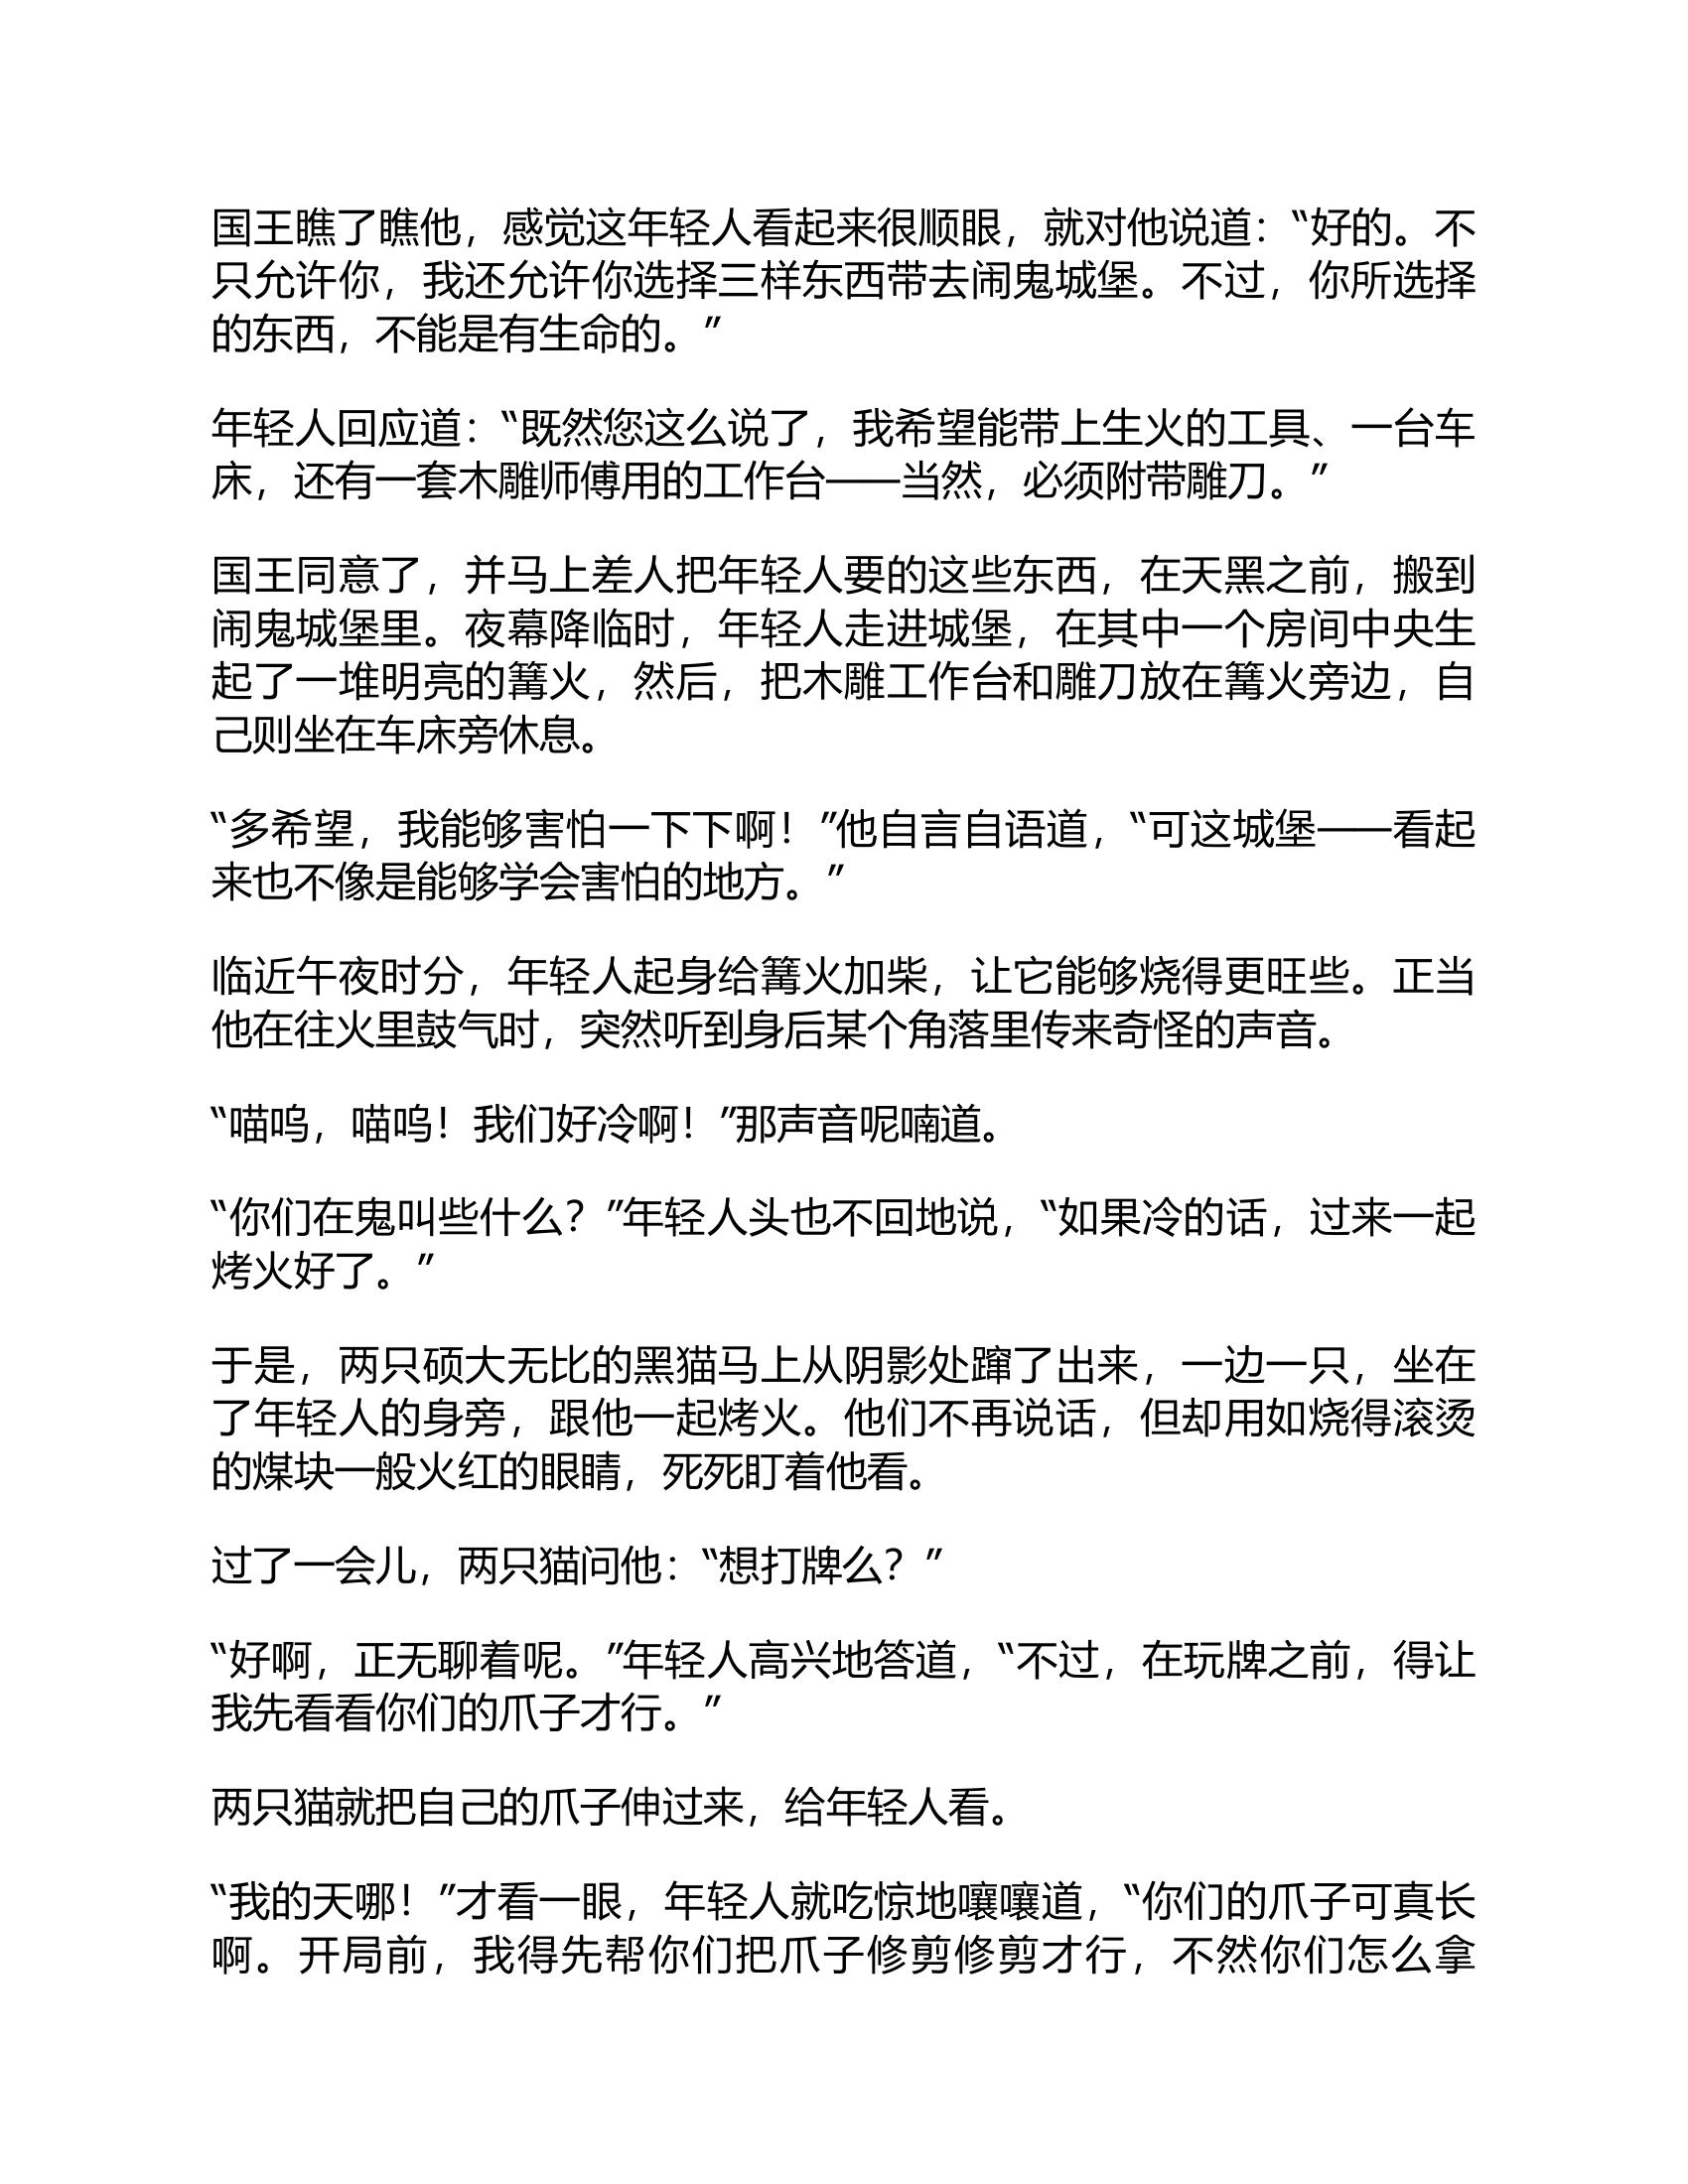 国王瞧了瞧他，感觉这年轻人看起来很顺眼，就对他说道：“好的。不
只允许你，我还允许你选择三样东西带去闹鬼城堡。不过，你所选择
的东西，不能是有生命的。”
年轻人回应道：“既然您这么说了，我希望能带上生火的工具、一台车
床，还有一套木雕师傅用的工作台——当然，必须附带雕刀。”
国王同意了，并马上差人把年轻人要的这些东西，在天黑之前，搬到
闹鬼城堡里。夜幕降临时，年轻人走进城堡，在其中一个房间中央生
起了一堆明亮的篝火，然后，把木雕工作台和雕刀放在篝火旁边，自
己则坐在车床旁休息。
“多希望，我能够害怕一下下啊！”他自言自语道，“可这城堡——看起
来也不像是能够学会害怕的地方。”
临近午夜时分，年轻人起身给篝火加柴，让它能够烧得更旺些。正当
他在往火里鼓气时，突然听到身后某个角落里传来奇怪的声音。
“喵呜，喵呜！我们好冷啊！”那声音呢喃道。
“你们在鬼叫些什么？”年轻人头也不回地说，“如果冷的话，过来一起
烤火好了。”
于是，两只硕大无比的黑猫马上从阴影处蹿了出来，一边一只，坐在
了年轻人的身旁，跟他一起烤火。他们不再说话，但却用如烧得滚烫
的煤块一般火红的眼睛，死死盯着他看。
过了一会儿，两只猫问他：“想打牌么？”
“好啊，正无聊着呢。”年轻人高兴地答道，“不过，在玩牌之前，得让
我先看看你们的爪子才行。”
两只猫就把自己的爪子伸过来，给年轻人看。
“我的天哪！”才看一眼，年轻人就吃惊地嚷嚷道，“你们的爪子可真长
啊。开局前，我得先帮你们把爪子修剪修剪才行，不然你们怎么拿